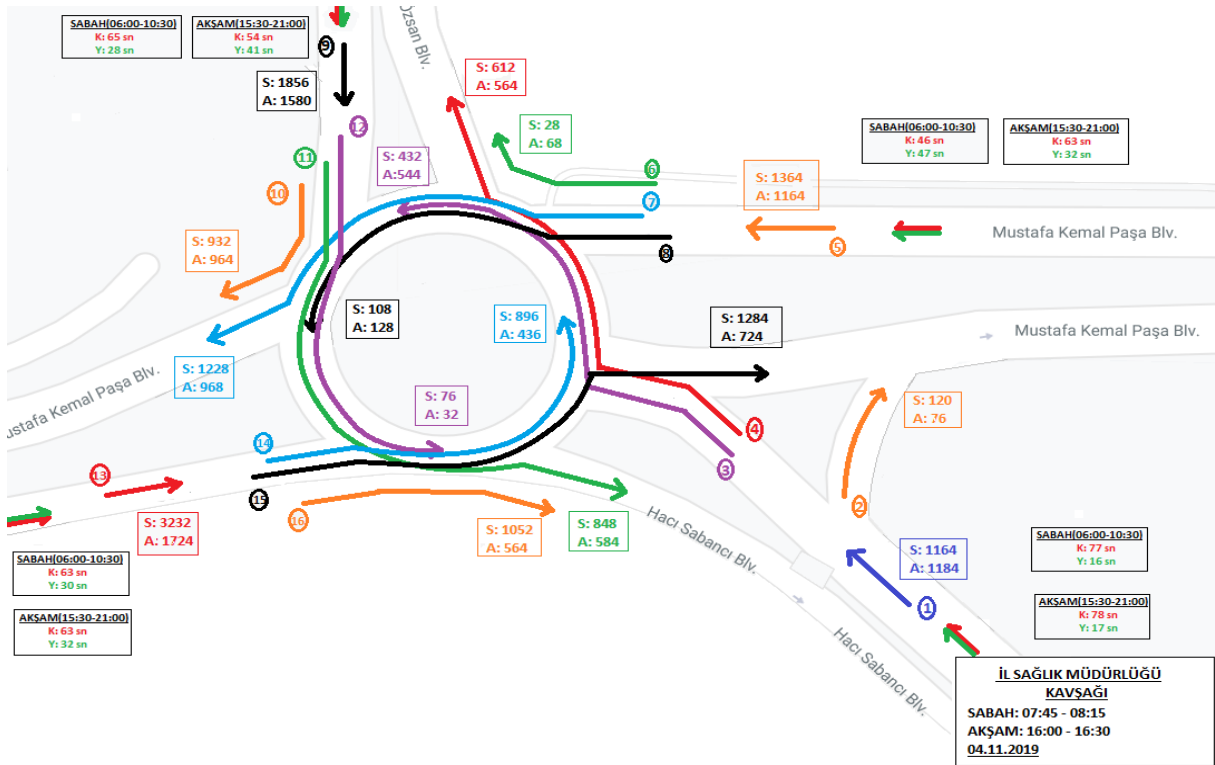 SABAH(06:00-10:30)
K: 65 sn
Y: 28 sn
AKŞAM(15:30-21:00)
K: 54 sn
Y: 41 sn
9
S: 1856
A: 1580
Özsan Blv.
S: 612
A: 564
12
11
10
S: 432
A:544
S: 28
A: 68
6
7
8
SABAH(06:00-10:30)
K: 46 sn
Y: 47 sn
AKŞAM(15:30-21:00)
K: 63 sn
Y: 32 sn
S: 1364
A: 1164
5
Mustafa Kemal Paşa Blv.
S: 932
A: 964
S: 108
A: 128
S: 896
A: 436
S: 1284
A: 724
Mustafa Kemal Paşa Blv.
S: 1228
A: 968
ustafa Kemal Paşa Blv.
S: 76
A: 32
S: 120
A: 76
4
3
14
13
15
16
2
S: 3232
A: 1724
S: 1052
A: 564
S: 848
A: 584
Hacı Sabancı Blv.
SABAH(06:00-10:30)
K: 63 sn
Y: 30 sn
AKŞAM(15:30-21:00)
K: 63 sn
Y: 32 sn
S: 1164
A: 1184
1
SABAH(06:00-10:30)
K: 77 sn
Y: 16 sn
AKŞAM(15:30-21:00)
K: 78 sn
Y: 17 sn
Hacı Sabancı Blv.
İL SAĞLIK MÜDÜRLÜĞÜ
KAVŞAĞI
SABAH: 07:45 - 08:15
AKŞAM: 16:00 - 16:30
04.11.2019